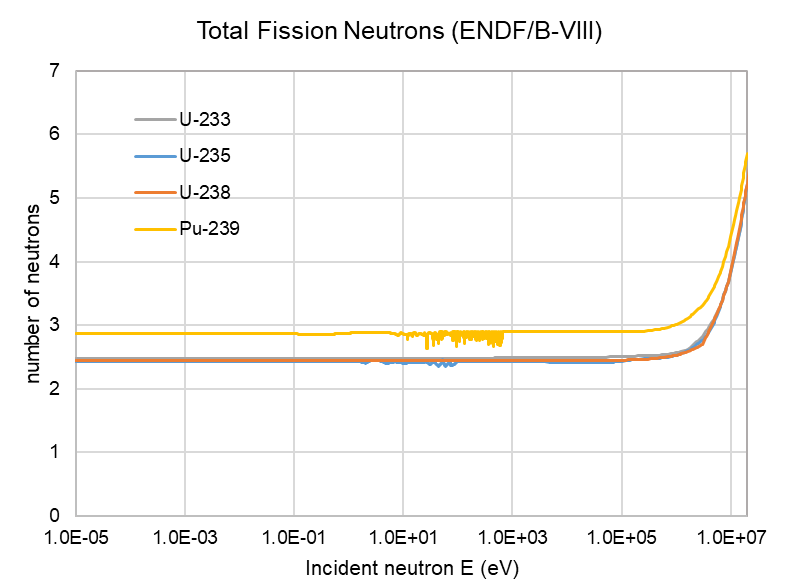 Total Fission Neutrons (ENDF/B-VIII)
7
6
5
4
3
2
1
0
number of neutrons
U-233
U-235
U-238
Pu-239
1.0E-05 1.0E-03 1.0E-01 1.0E+01 1.0E+03 1.0E+05 1.0E+07
Incident neutron E (eV)